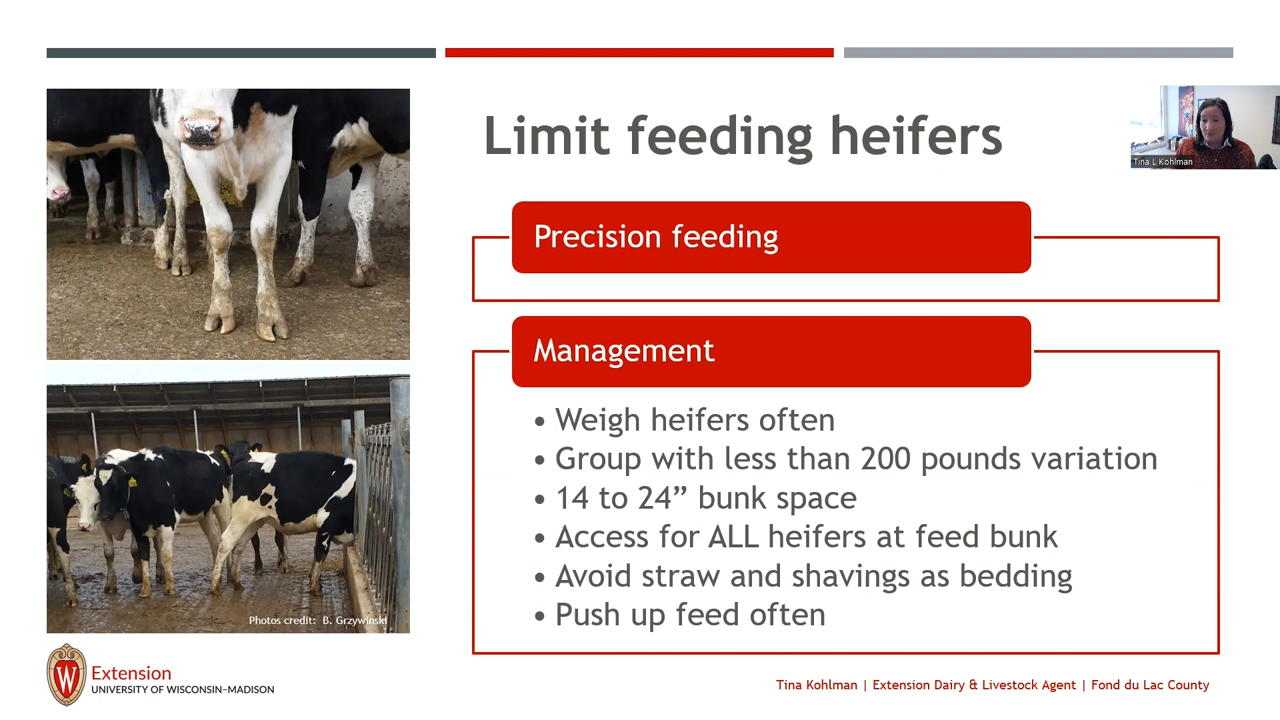 Limit feeding heifers
Tina L Kohlman
Precision feeding
Management
• Weigh heifers often
• Group with less than 200 pounds variation
• 14 to 24” bunk space
• Access for ALL heifers at feed bunk
• Avoid straw and shavings as bedding
• Push up feed often
Photos credit: B. Grzywinski
W
Extension
UNIVERSITY OF WISCONSIN–MADISON
Tina Kohlman | Extension Dairy & Livestock Agent | Fond du Lac County